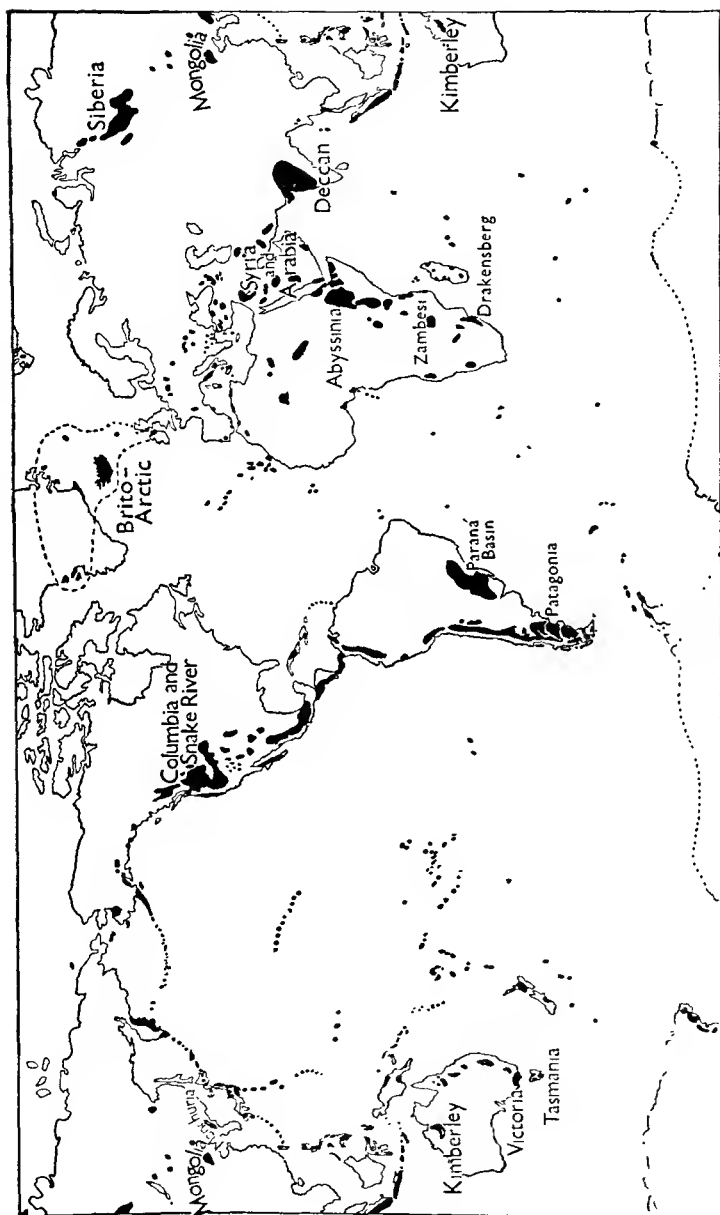 Mongolia
Kimberley
Victoria
Tasmania
Columbia and
Snake River
Brito-
Arctic
Paraná
Basin
Patagonia
Syria
and
Arabia
Abyssinia
Zambesi
Drakensberg
Siberia
Mongolia
Deccan
Kimberley